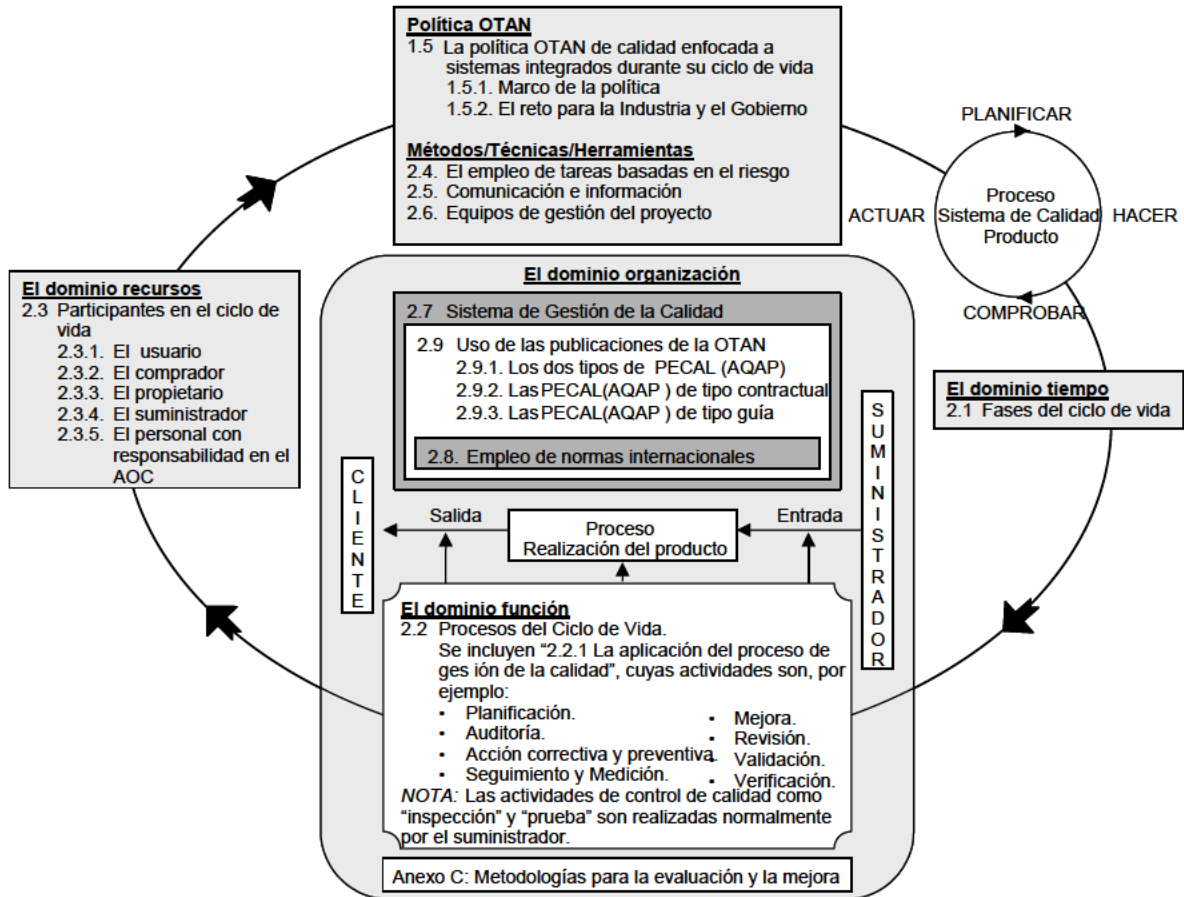 Política OTAN
1.5 La política OTAN de calidad enfocada a
sistemas integrados durante su ciclo de vida
1.5.1. Marco de la política
1.5.2. El reto para la Industria y el Gobierno
Métodos/Técnicas/Herramientas
2.4. El empleo de tareas basadas en el riesgo
2.5. Comunicación e información
2.6. Equipos de gestión del proyecto
PLANIFICAR
ACTUAR
Proceso
Sistema de Calidad
Producto
HACER
COMPROBAR
El dominio recursos
2.3 Participantes en el ciclo de
vida
2.3.1. El usuario
2.3.2. El comprador
2.3.3. El propietario
2.3.4. El suministrador
2.3.5. El personal con
responsabilidad en el
AOC
El dominio tiempo
2.1 Fases del ciclo de vida
El dominio organización
2.7 Sistema de Gestión de la Calidad
2.9 Uso de las publicaciones de la OTAN
2.9.1. Los dos tipos de PECAL (AQAP)
2.9.2. Las PECAL(AQAP ) de tipo contractual
2.9.3. Las PECAL(AQAP ) de tipo guía
2.8. Empleo de normas internacionales
CLIENTE
Salida
Proceso
Realización del producto
Entrada
SUMINISTRADOR
El dominio función
2.2 Procesos del Ciclo de Vida.
Se incluyen “2.2.1 La aplicación del proceso de
ges ión de la calidad”, cuyas actividades son, por
ejemplo:
• Planificación.
• Auditoría.
• Acción correctiva y preventiva.
• Seguimiento y Medición.
• Mejora.
• Revisión.
• Validación.
• Verificación.
NOTA: Las actividades de control de calidad como
“inspección” y “prueba” son realizadas normalmente
por el suministrador.
Anexo C: Metodologías para la evaluación y la mejora